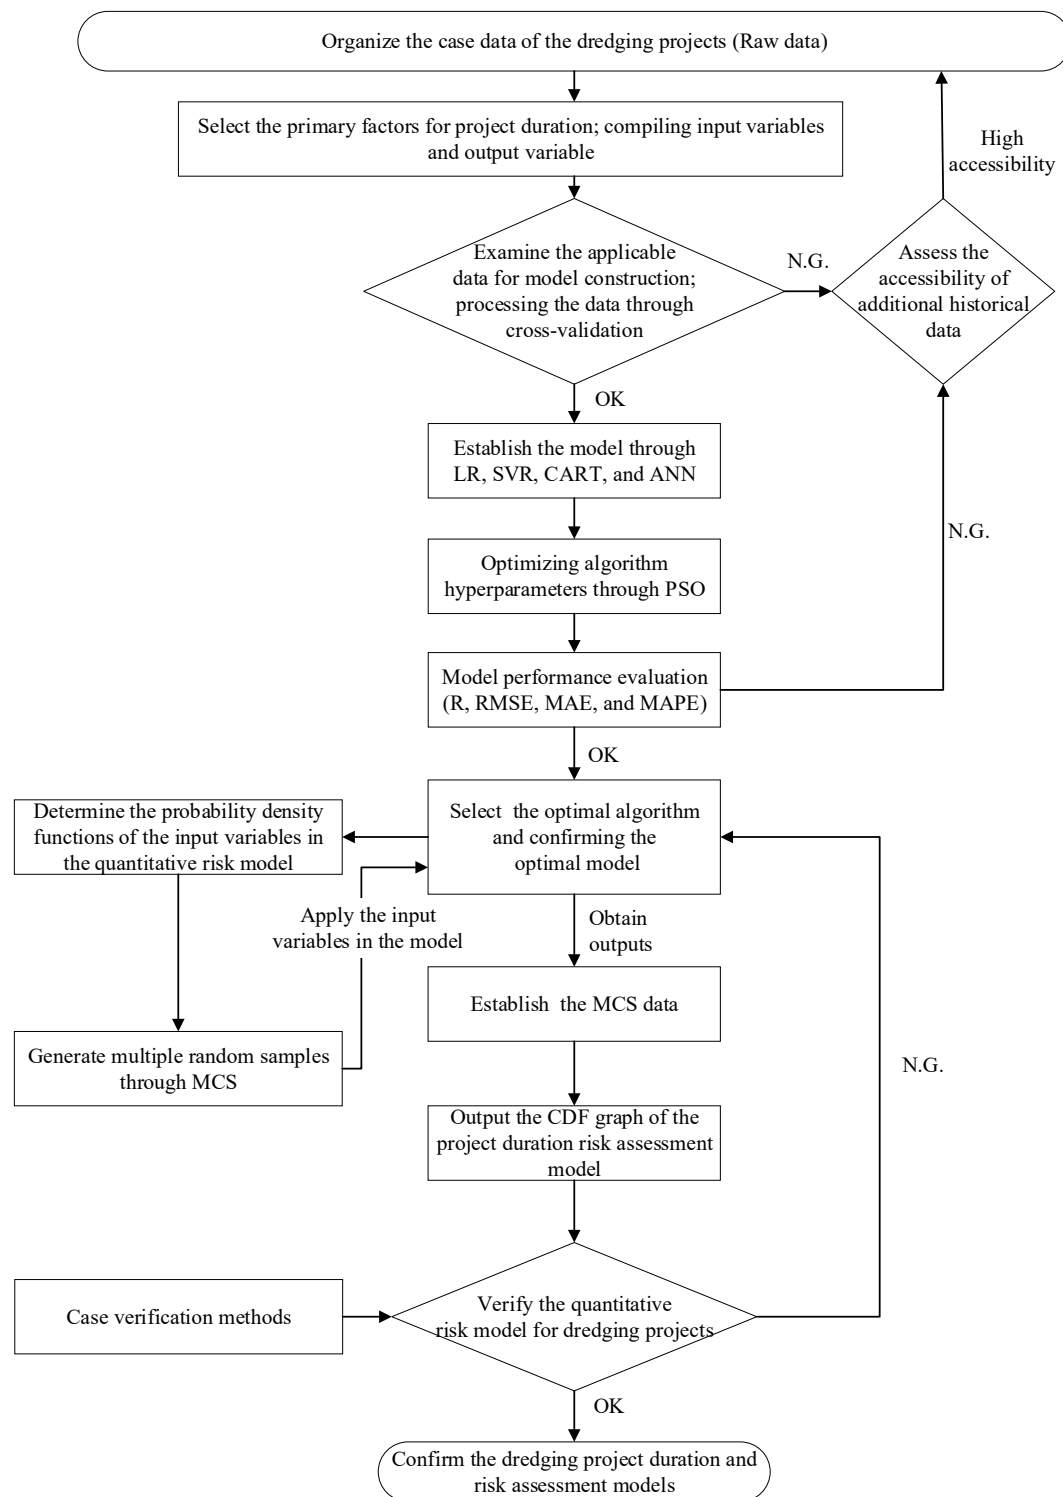 Organize the case data of the dredging projects (Raw data)
Select the primary factors for project duration; compiling input variables
and output variable
High
accessibility
Examine the applicable
data for model construction;
processing the data through
cross-validation
N.G.
Assess the
accessibility of
additional historical
data
OK
Establish the model through
LR, SVR, CART, and ANN
N.G.
Optimizing algorithm
hyperparameters through PSO
Model performance evaluation
(R, RMSE, MAE, and MAPE)
OK
Determine the probability density
functions of the input variables in
the quantitative risk model
Select the optimal algorithm
and confirming the
optimal model
Apply the input
variables in the model
Obtain
outputs
Establish the MCS data
Generate multiple random samples
through MCS
N.G.
Output the CDF graph of the
project duration risk assessment
model
Case verification methods
Verify the quantitative
risk model for dredging projects
OK
Confirm the dredging project duration and
risk assessment models